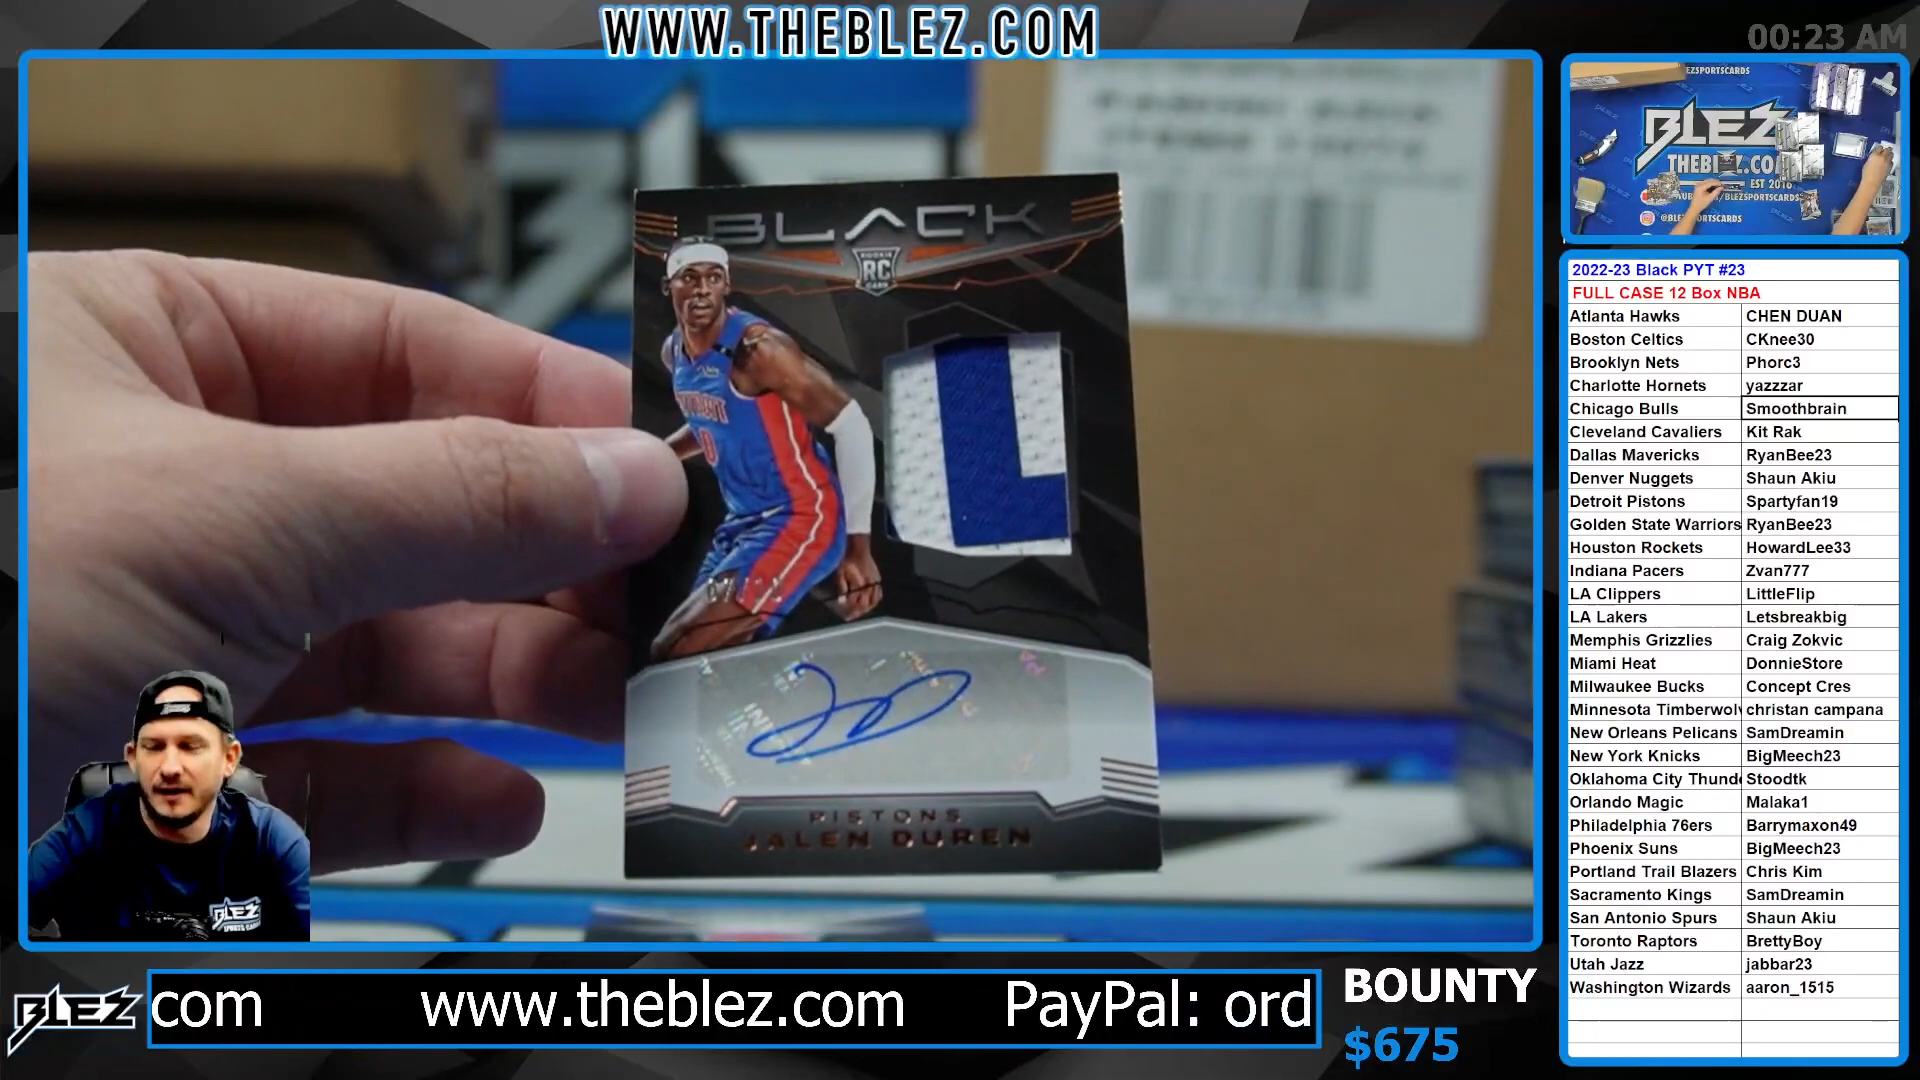 WWW.THEBLEZ.COM
00:23 AM
BLACK
ROOKIE
RC
CARD
PISTONS
JALEN DUREN
BLEZ
THEBLEZ.CO
EST 2016
2022-23 Black PYT #23
FULL CASE 12 Box NBA
Atlanta Hawks CHEN DUAN
Boston Celtics CKnee30
Brooklyn Nets Phorc3
Charlotte Hornets yazzzar
Chicago Bulls Smoothbrain
Cleveland Cavaliers Kit Rak
Dallas Mavericks RyanBee23
Denver Nuggets Shaun Akiu
Detroit Pistons Spartyfan19
Golden State Warriors RyanBee23
Houston Rockets HowardLee33
Indiana Pacers Zvan777
LA Clippers LittleFlip
LA Lakers Letsbreakbig
Memphis Grizzlies Craig Zokvic
Miami Heat DonnieStore
Milwaukee Bucks Concept Cres
Minnesota Timberwolv christan campana
New Orleans Pelicans SamDreamin
New York Knicks BigMeech23
Oklahoma City Thunde Stoodtk
Orlando Magic Malaka1
Philadelphia 76ers Barrymaxon49
Phoenix Suns BigMeech23
Portland Trail Blazers Chris Kim
Sacramento Kings SamDreamin
San Antonio Spurs Shaun Akiu
Toronto Raptors BrettyBoy
Utah Jazz jabbar23
Washington Wizards aaron_1515
BLEZ
BLEZ com www.theblez.com PayPal: ord
BOUNTY
$675